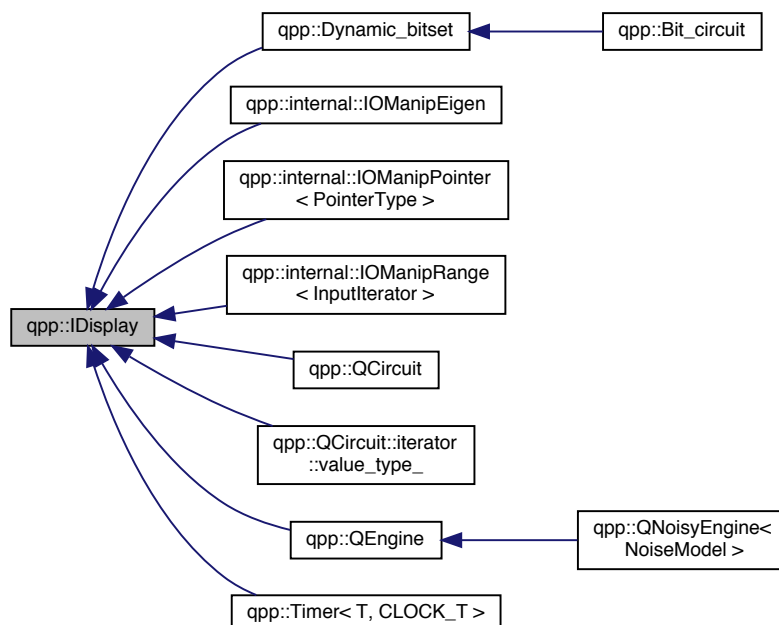 qpp::Dynamic_bitset
qpp::Bit_circuit
qpp::internal::IOManipEigen
qpp::internal::IOManipPointer
< PointerType >
qpp::internal::IOManipRange
< InputIterator >
qpp::IDisplay
qpp::QCircuit
qpp::QCircuit::iterator
::value_type_
qpp::QEngine
qpp::QNoisyEngine<
NoiseModel >
qpp::Timer< T, CLOCK_T >